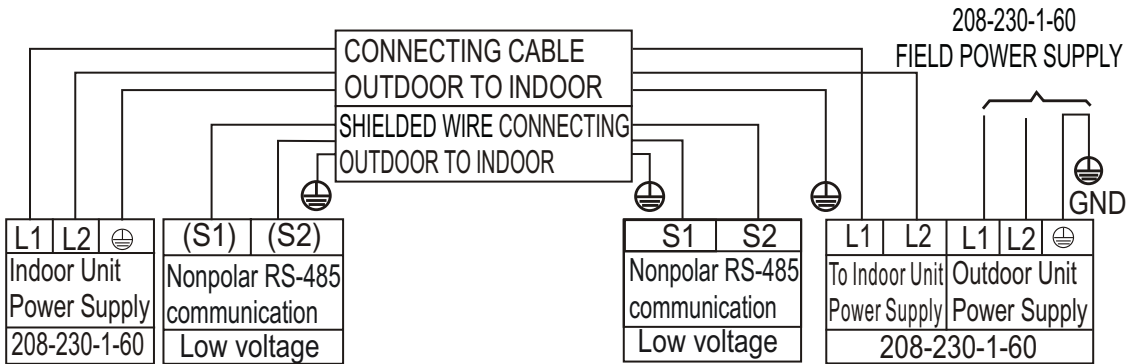 208-230-1-60
FIELD POWER SUPPLY
CONNECTING CABLE
OUTDOOR TO INDOOR
SHIELDED WIRE CONNECTING
OUTDOOR TO INDOOR
GND
L1 L2
Indoor Unit
Power Supply
208-230-1-60
(S1) (S2)
Nonpolar RS-485
communication
Low voltage
S1 S2
Nonpolar RS-485
communication
Low voltage
L1 L2
To Indoor Unit
Power Supply
L1 L2
Outdoor Unit
Power Supply
208-230-1-60